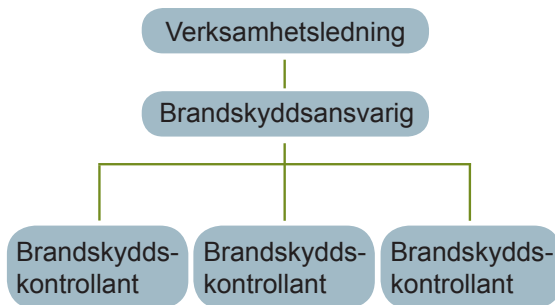 Verksamhetsledning
Brandskyddsansvarig
Brandskydds-
kontrollant
Brandskydds-
kontrollant
Brandskydds-
kontrollant